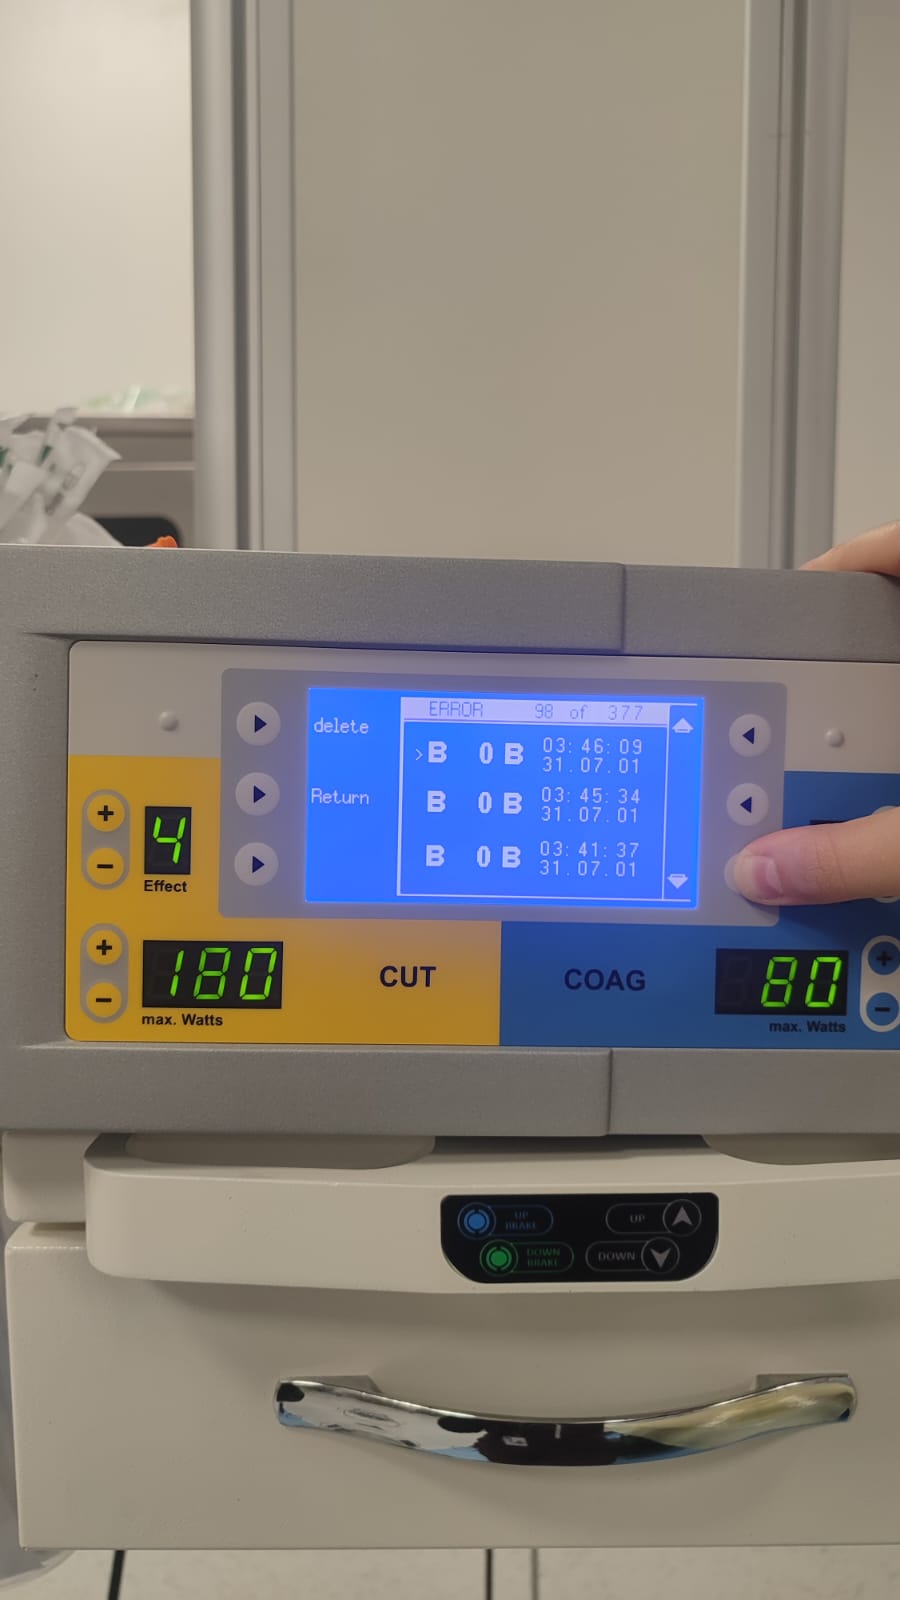 delete
Return
ERROR 98 of 377
›B 0B 03:46:09
31.07.01
B 0B 03:45:34
31.07.01
B 0B 03:41:37
31.07.01
+
4
−
Effect
+
180
−
max. Watts
CUT
COAG
80
+
−
max. Watts
UP
BRAKE
UP
DOWN
BRAKE
DOWN